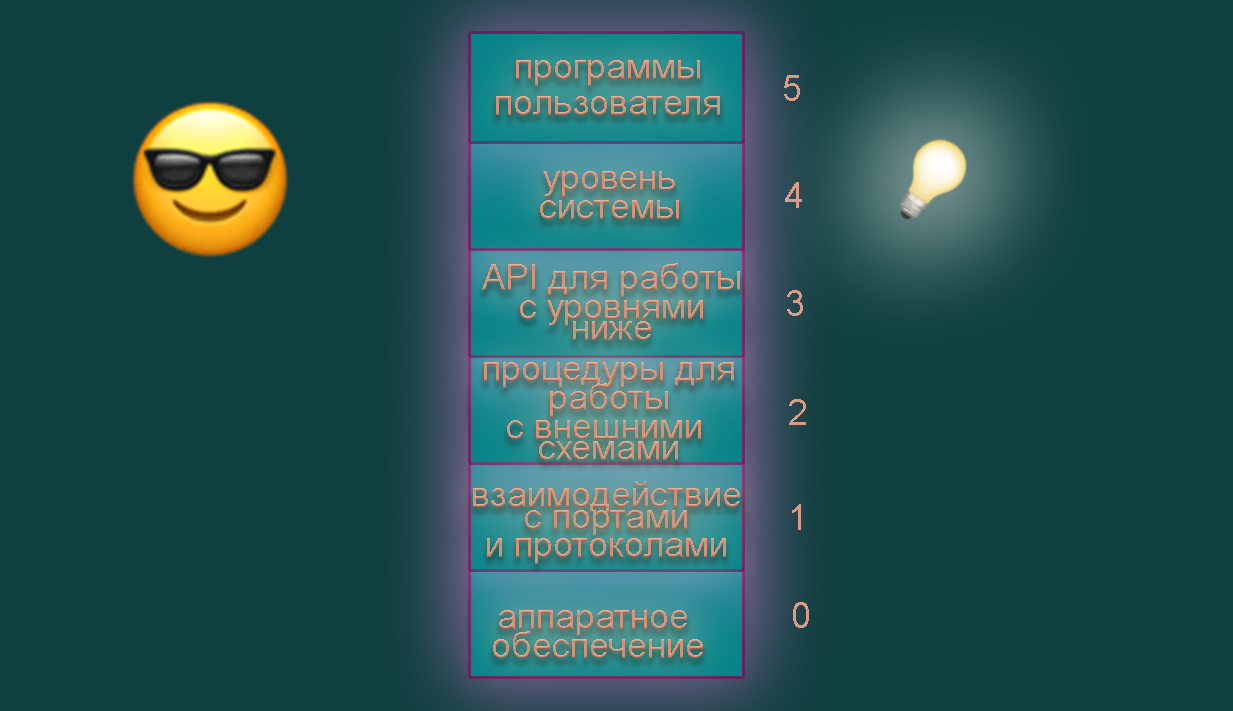 программы
пользователя
5
уровень
системы
4
API для работы
с уровнями
ниже
3
процедуры для
работы
с внешними
схемами
2
взаимодействие
с портами
и протоколами
1
аппаратное
обеспечение
0